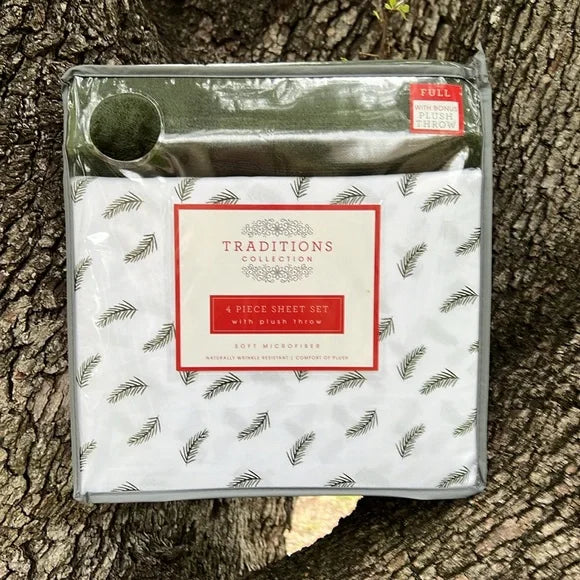 FULL
WITH BONUS
PLUSH
THROW
TRADITIONS
COLLECTION
4 PIECE SHEET SET
with plush throw
SOFT MICROFIBER
NATURALLY WRINKLE RESISTANT | COMFORT OF PLUSH